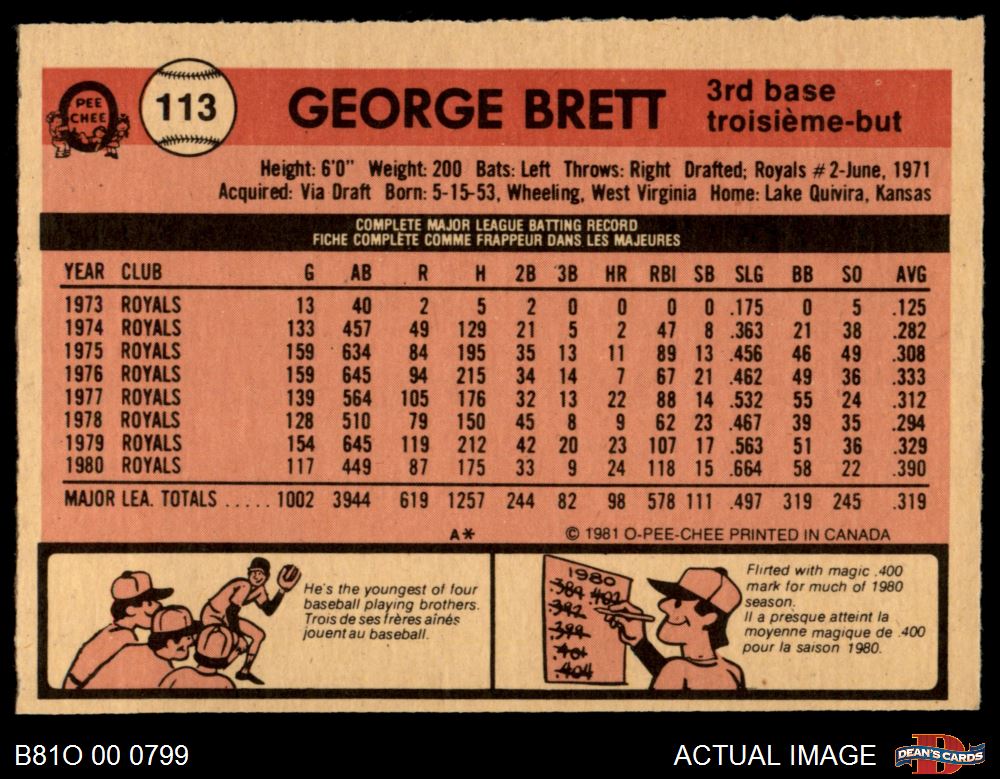 PEE
CHEE
113
GEORGE BRETT
3rd base
troisième-but
Height: 6'0" Weight: 200 Bats: Left Throws: Right Drafted; Royals #2-June, 1971
Acquired: Via Draft Born: 5-15-53, Wheeling, West Virginia Home: Lake Quivira, Kansas
COMPLETE MAJOR LEAGUE BATTING RECORD
FICHE COMPLÈTE COMME FRAPPEUR DANS LES MAJEURES
YEAR CLUB G AB R H 2B 3B HR RBI SB SLG BB SO AVG
1973 ROYALS 13 40 2 5 2 0 0 0 0 .175 0 5 .125
1974 ROYALS 133 457 49 129 21 5 2 47 8 .363 21 38 .282
1975 ROYALS 159 634 84 195 35 13 11 89 13 .456 46 49 .308
1976 ROYALS 159 645 94 215 34 14 7 67 21 .462 49 36 .333
1977 ROYALS 139 564 105 176 32 13 22 88 14 .532 55 24 .312
1978 ROYALS 128 510 79 150 45 8 9 62 23 .467 39 35 .294
1979 ROYALS 154 645 119 212 42 20 23 107 17 .563 51 36 .329
1980 ROYALS 117 449 87 175 33 9 24 118 15 .664 58 22 .390
MAJOR LEA. TOTALS ..... 1002 3944 619 1257 244 82 98 578 111 .497 319 245 .319
A*
© 1981 O-PEE-CHEE PRINTED IN CANADA
He's the youngest of four
baseball playing brothers.
Trois de ses frères aînés
jouent au baseball.
1980
.389 .402
.392
.399
.401
.404
Flirted with magic .400
mark for much of 1980
season.
Il a presque atteint la
moyenne magique de .400
pour la saison 1980.
B81O 00 0799
ACTUAL IMAGE
DEAN'S CARDS